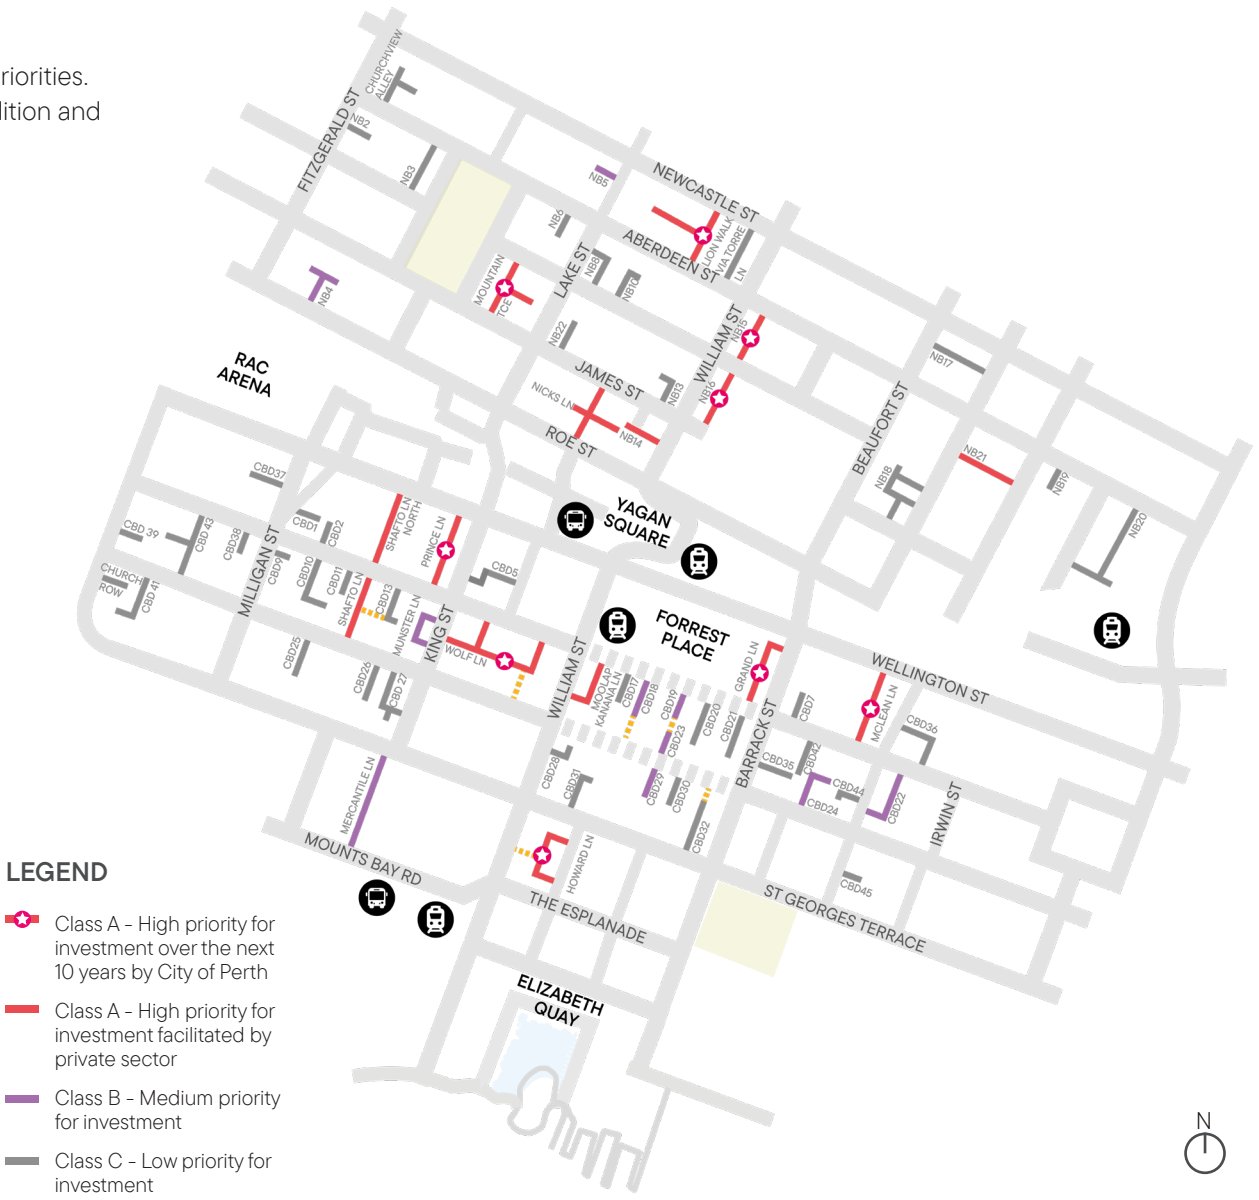 riorities.
lition and
CHURCHVIEW
ALLEY
FITZGERALD ST
NB2
NB3
NB4
NB5
NB6
NEWCASTLE ST
ABERDEEN ST
LION WALK
VIA TORRE
LN
LAKE ST
NB8
NB10
MOUNTAIN
TCE
NB22
JAMES ST
NICKS LN
NB13
NB14
ROE ST
WILLIAM ST
NB15
NB16
NB17
BEAUFORT ST
NB18
NB21
NB19
NB20
RAC
ARENA
YAGAN
SQUARE
CBD37
CBD1
CBD2
CBD 39
CBD 43
CBD38
MILLIGAN ST
CBD9
CBD10
CBD11
SHAFTO LN
NORTH
SHAFTO LN
PRINCE LN
CBD5
CHURCH
ROW
CBD 41
CBD13
MUNSTER LN
KING ST
WOLF LN
CBD25
CBD26
CBD 27
WILLIAM ST
FORREST
PLACE
MOOLAP
KANANA LN
CBD17
CBD18
CBD19
CBD20
CBD21
CBD23
GRAND LN
BARRACK ST
WELLINGTON ST
CBD7
MCLEAN LN
CBD36
CBD35
CBD42
CBD44
CBD24
CBD22
IRWIN ST
CBD28
CBD31
CBD29
CBD30
CBD32
CBD45
MERCANTILE LN
MOUNTS BAY RD
HOWARD LN
THE ESPLANADE
ST GEORGES TERRACE
ELIZABETH
QUAY
LEGEND
Class A - High priority for
investment over the next
10 years by City of Perth
Class A - High priority for
investment facilitated by
private sector
Class B - Medium priority
for investment
Class C - Low priority for
investment
N